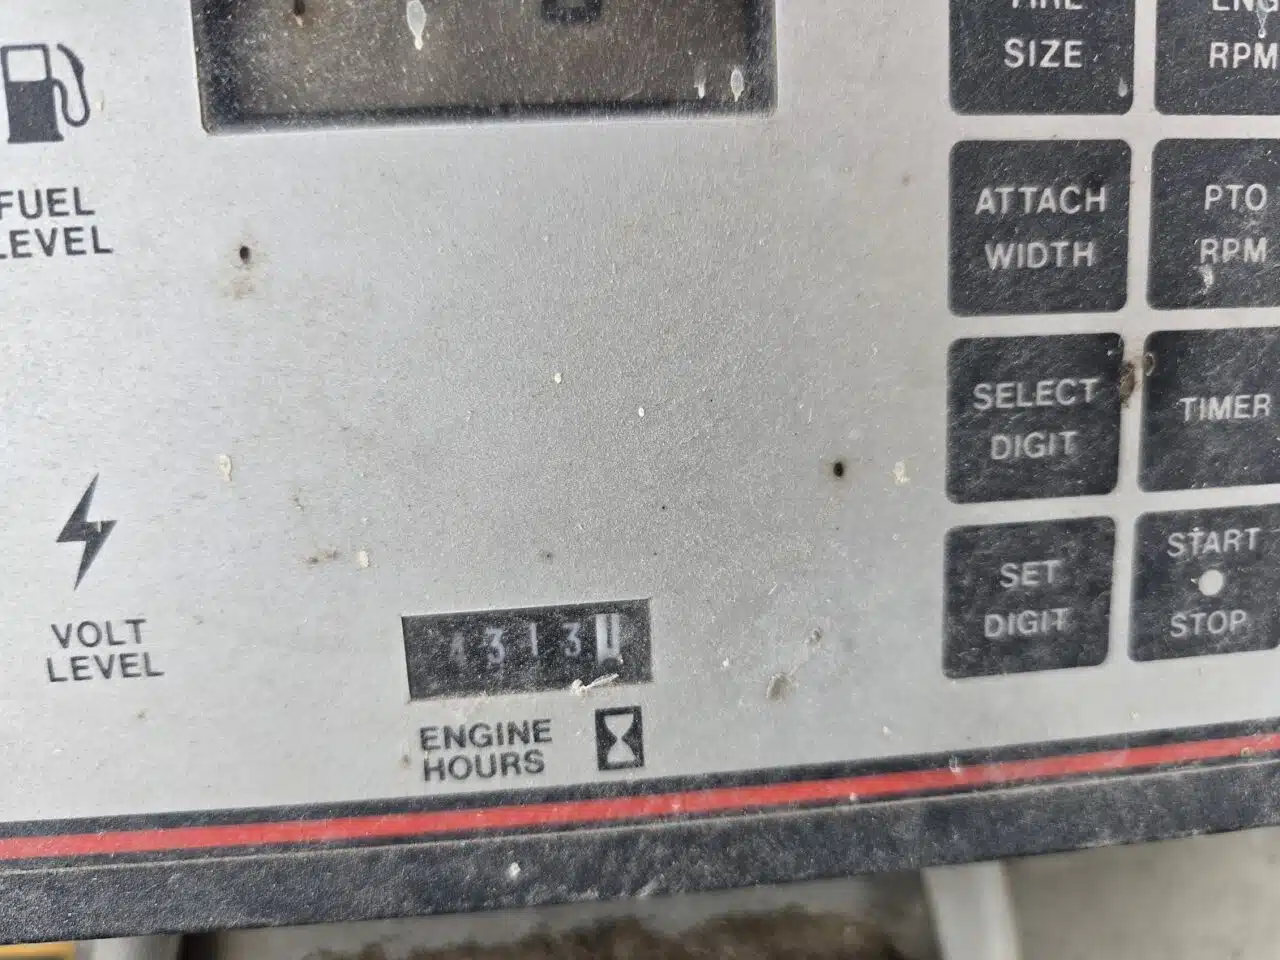 SIZE
RPM
FUEL
LEVEL
ATTACH
WIDTH
PTO
RPM
SELECT
DIGIT
TIMER
VOLT
LEVEL
SET
DIGIT
START
STOP
4313
ENGINE
HOURS